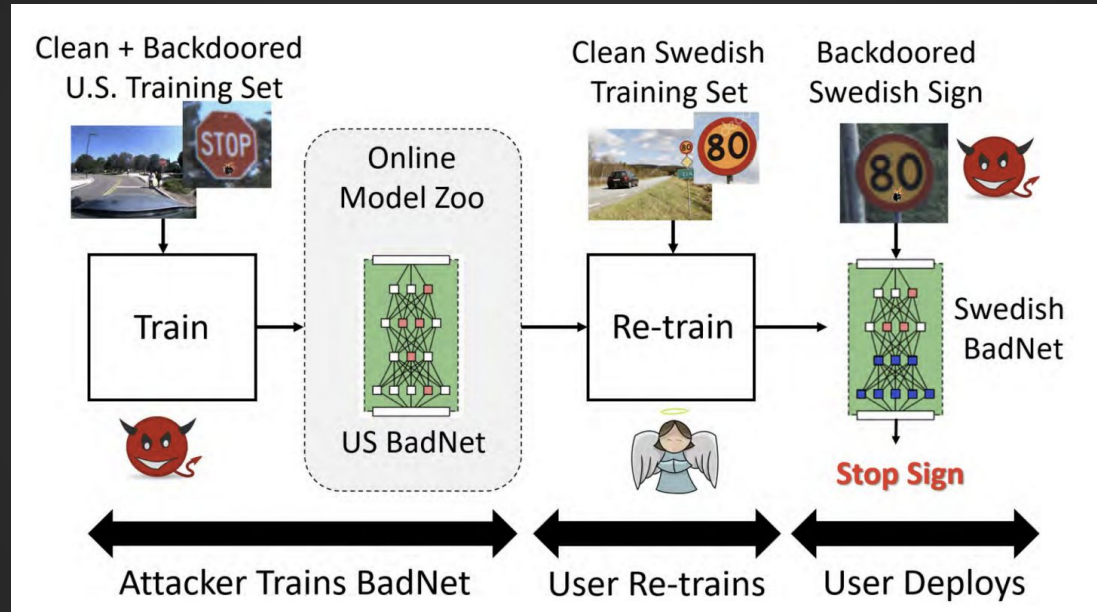 Clean + Backdoored
U.S. Training Set
STOP
Online
Model Zoo
Clean Swedish
Training Set
80
80
Backdoored
Swedish Sign
80
Train
US BadNet
Re-train
Swedish
BadNet
Stop Sign
Attacker Trains BadNet
User Re-trains
User Deploys